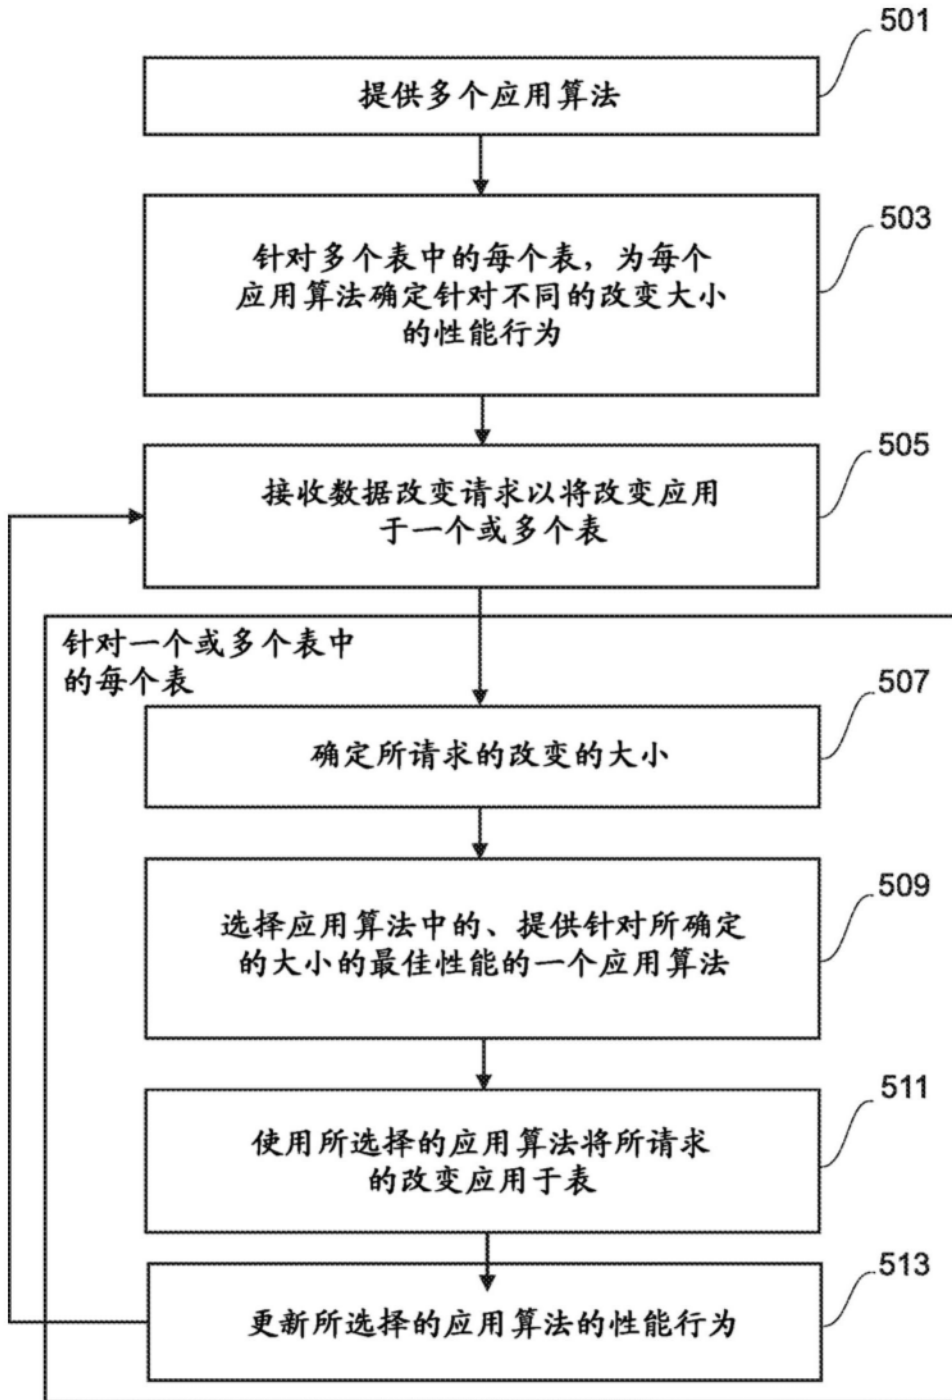 501
提供多个应用算法
503
针对多个表中的每个表，为每个
应用算法确定针对不同的改变大小
的性能行为
505
接收数据改变请求以将改变应用
于一个或多个表
针对一个或多个表中
的每个表
507
确定所请求的改变的大小
509
选择应用算法中的、提供针对所确定
的大小的最佳性能的一个应用算法
511
使用所选择的应用算法将所请求
的改变应用于表
513
更新所选择的应用算法的性能行为